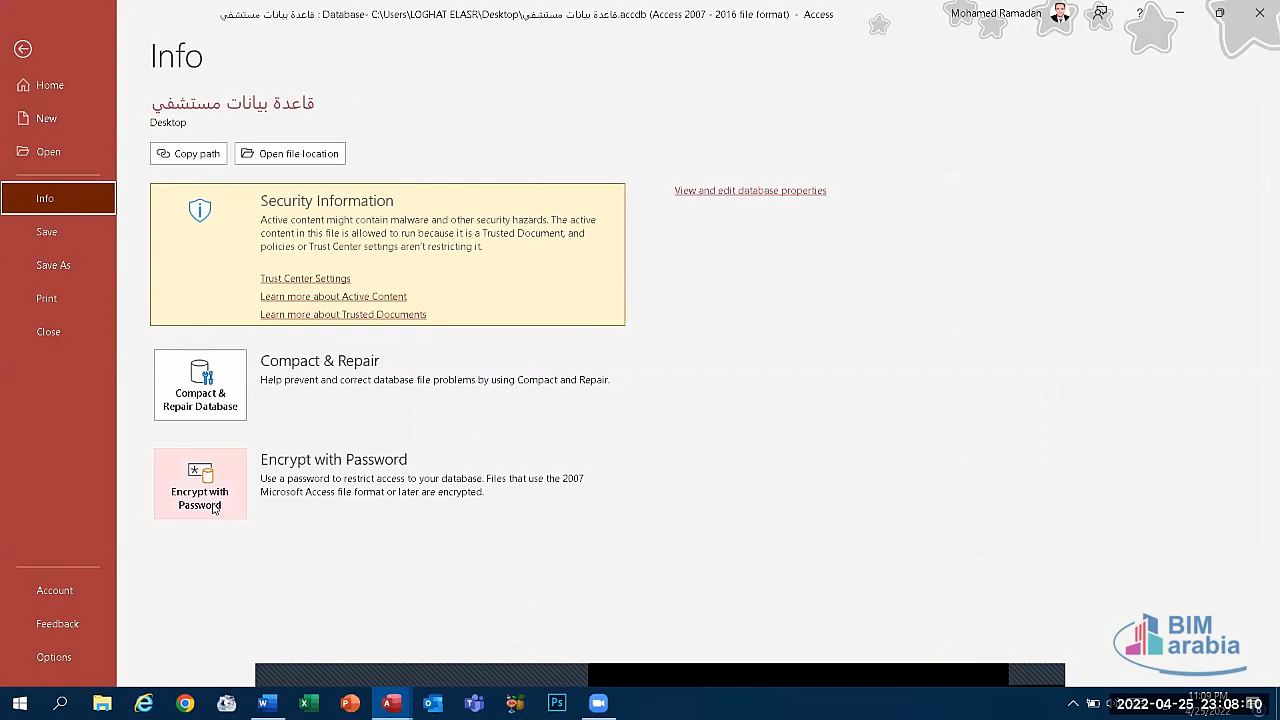 قاعدة بيانات مستشفي : Database- C:\Users\LOGHAT ELASR\Desktop\قاعدة بيانات مستشفي.accdb (Access 2007 - 2016 file format) - Access
Mohamed Ramadan
?
Info
قاعدة بيانات مستشفي
Desktop
Copy path
Open file location
Home
New
Open
Info
Save
Save As
Print
Close
Account
Feedback
Options
Security Information
Active content might contain malware and other security hazards. The active
content in this file is allowed to run because it is a Trusted Document, and
policies or Trust Center settings aren't restricting it.
Trust Center Settings
Learn more about Active Content
Learn more about Trusted Documents
View and edit database properties
Compact &
Repair Database
Compact & Repair
Help prevent and correct database file problems by using Compact and Repair.
Encrypt with
Password
Encrypt with Password
Use a password to restrict access to your database. Files that use the 2007
Microsoft Access file format or later are encrypted.
BIM
arabia
11:09 PM
4/25/2022
2022-04-25 23:08:10